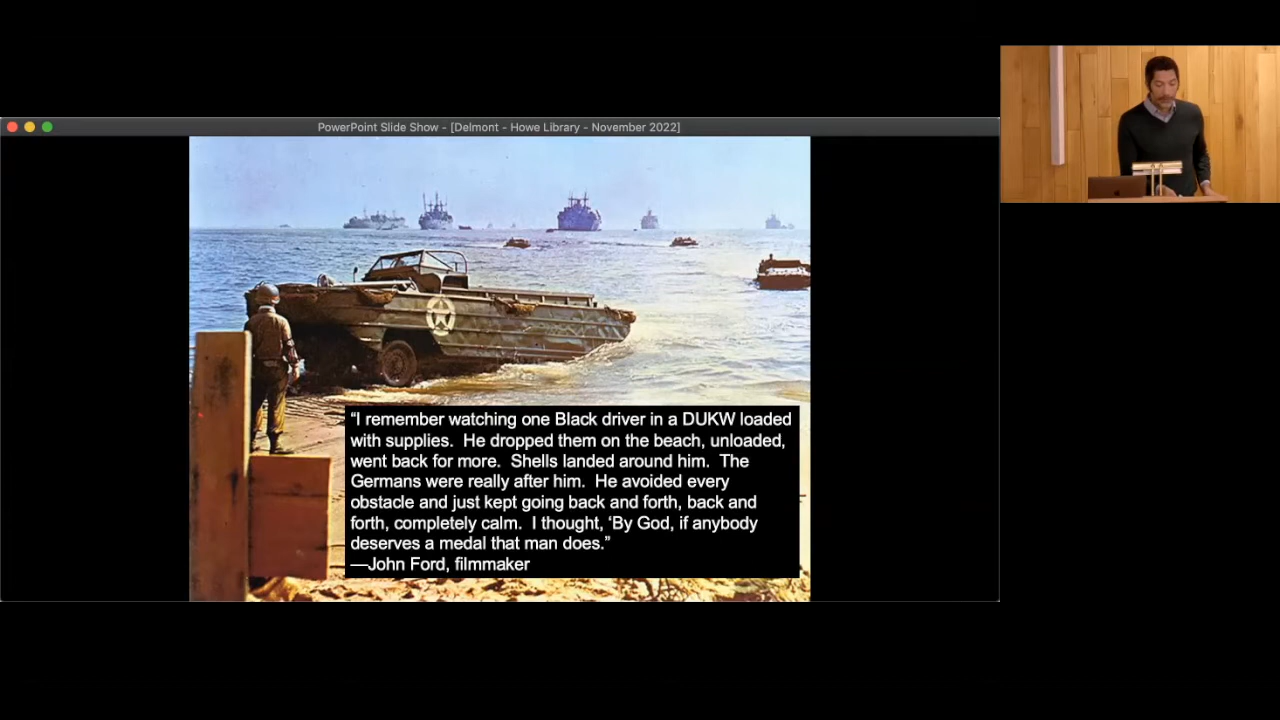 PowerPoint Slide Show - [Delmont - Howe Library - November 2022]
“I remember watching one Black driver in a DUKW loaded
with supplies.  He dropped them on the beach, unloaded,
went back for more.  Shells landed around him.  The
Germans were really after him.  He avoided every
obstacle and just kept going back and forth, back and
forth, completely calm.  I thought, ‘By God, if anybody
deserves a medal that man does.”
—John Ford, filmmaker